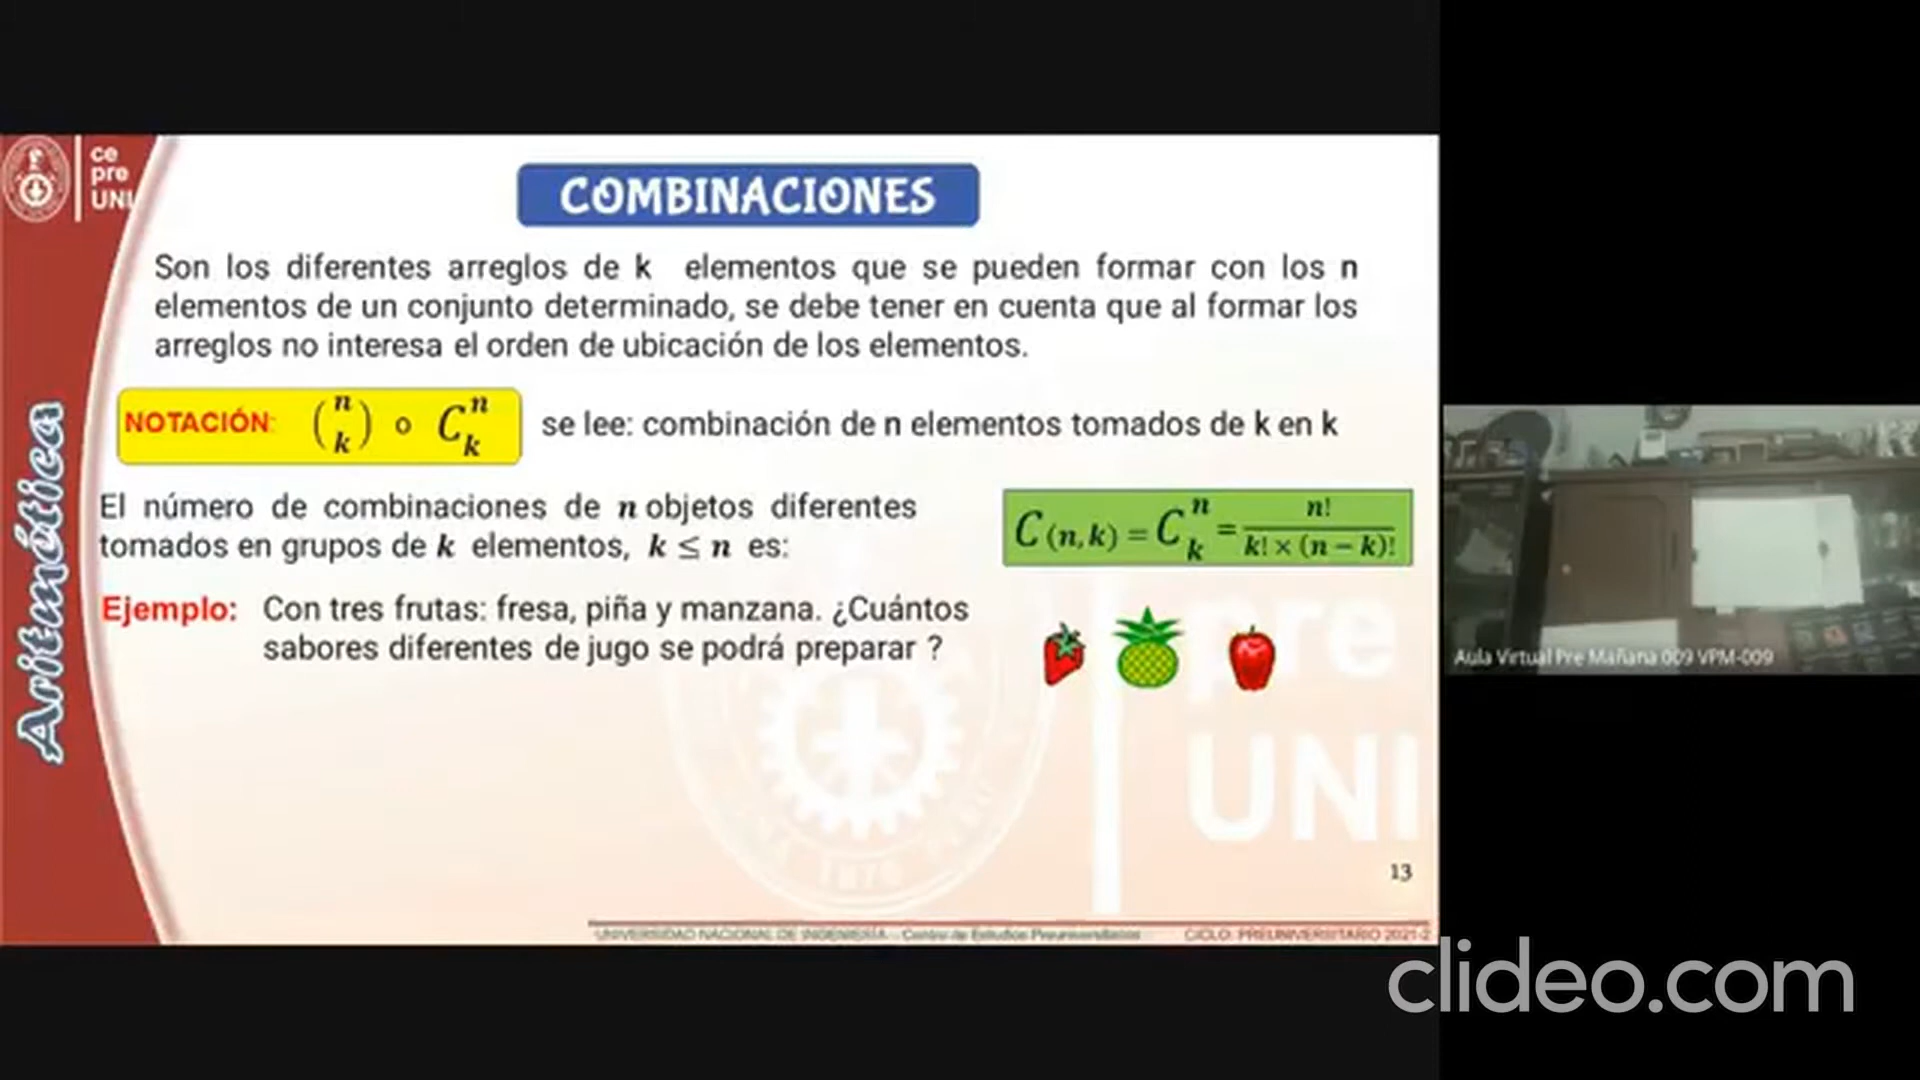 ce
pre
UNI
COMBINACIONES
Son los diferentes arreglos de k elementos que se pueden formar con los n
elementos de un conjunto determinado, se debe tener en cuenta que al formar los
arreglos no interesa el orden de ubicación de los elementos.
NOTACIÓN: (n k) o C n k se lee: combinación de n elementos tomados de k en k
El número de combinaciones de n objetos diferentes
tomados en grupos de k elementos, k ≤ n es:
C(n, k) = C n k = n! / k! × (n − k)!
Ejemplo: Con tres frutas: fresa, piña y manzana. ¿Cuántos
sabores diferentes de jugo se podrá preparar ?
Aritmética
pre
UNI
1876
13
UNIVERSIDAD NACIONAL DE INGENIERÍA - Centro de Estudios Preuniversitarios CICLO: PREUNIVERSITARIO 2021-2
Aula Virtual Pre Mañana 009 VPM-009
clideo.com